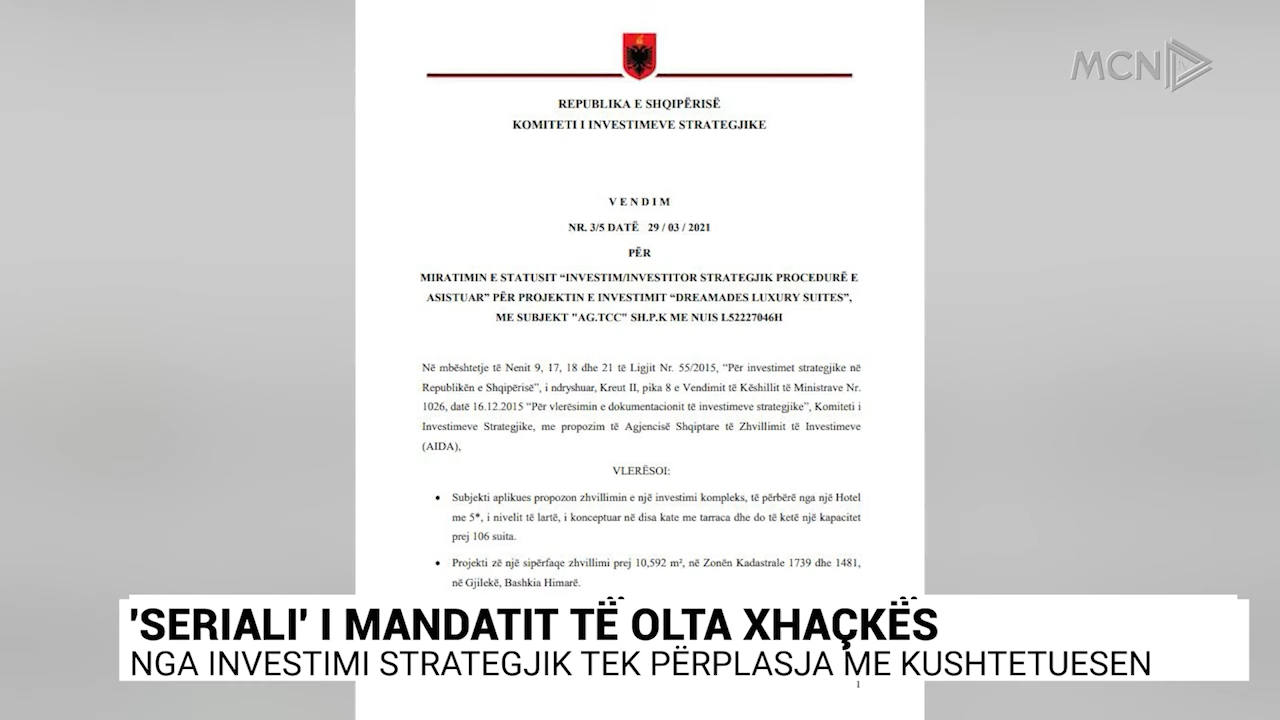 MCN
TV
REPUBLIKA E SHQIPËRISË
KOMITETI I INVESTIMEVE STRATEGJIKE
V E N D I M
NR. 3/5 DATË 29 / 03 / 2021
PËR
MIRATIMIN E STATUSIT “INVESTIM/INVESTITOR STRATEGJIK PROCEDURË E
ASISTUAR” PËR PROJEKTIN E INVESTIMIT “DREAMADES LUXURY SUITES”,
ME SUBJEKT "AG.TCC" SH.P.K ME NUIS L52227046H
Në mbështetje të Nenit 9, 17, 18 dhe 21 të Ligjit Nr. 55/2015, “Për investimet strategjike në
Republikën e Shqipërisë”, i ndryshuar, Kreut II, pika 8 e Vendimit të Këshillit të Ministrave Nr.
1026, datë 16.12.2015 “Për vlerësimin e dokumentacionit të investimeve strategjike”, Komiteti i
Investimeve Strategjike, me propozim të Agjencisë Shqiptare të Zhvillimit të Investimeve
(AIDA),
VLERËSOI:
• Subjekti aplikues propozon zhvillimin e një investimi kompleks, të përbërë nga një Hotel
me 5*, i nivelit të lartë, i konceptuar në disa kate me tarraca dhe do të ketë një kapacitet
prej 106 suita.
• Projekti zë një sipërfaqe zhvillimi prej 10,592 m², në Zonën Kadastrale 1739 dhe 1481,
në Gjilekë, Bashkia Himarë.
'SERIALI' I MANDATIT TË OLTA XHAÇKËS
NGA INVESTIMI STRATEGJIK TEK PËRPLASJA ME KUSHTETUESEN
1